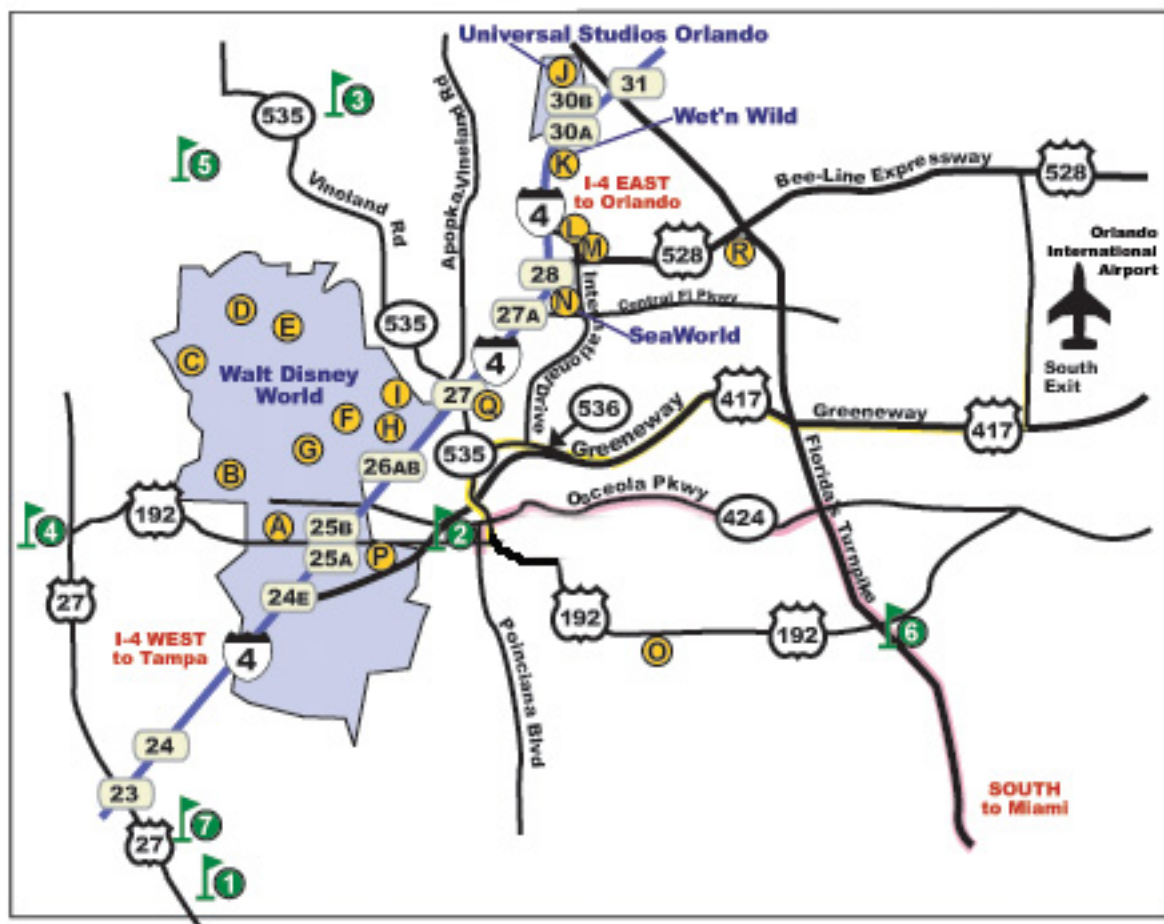 Universal Studios Orlando
J
31
30B
30A
Wet'n Wild
K
3
535
5
Vineland
Rd
Apopka Vineland Rd
I-4 EAST
to Orlando
4
L
M
528
R
Bee-Line Expressway
528
Orlando
International
Airport
South
Exit
28
27A
N
Central Fl Pkwy
SeaWorld
International Drive
535
4
27
Q
D
E
C
Walt Disney
World
I
F
H
G
B
26AB
535
536
Greeneway
417
Greeneway
417
Osceola Pkwy
424
Florida's Turnpike
4
192
A
25B
25A
P
2
24E
27
I-4 WEST
to Tampa
4
Poinciana Blvd
192
O
192
6
24
23
7
27
1
SOUTH
to Miami